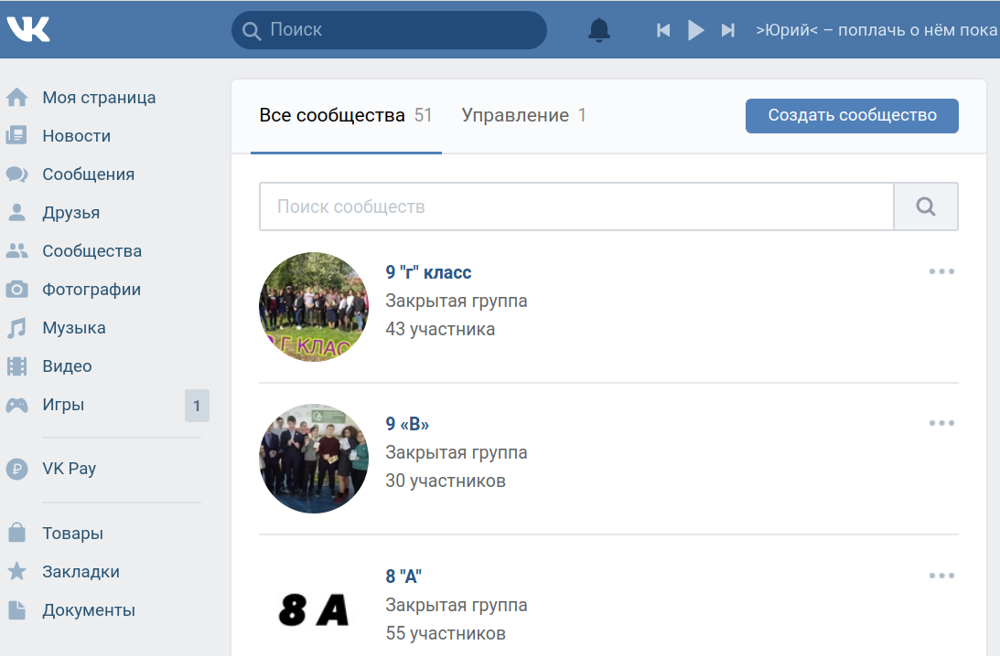 VK
Поиск
>Юрий< – поплачь о нём пока
Моя страница
Новости
Сообщения
Друзья
Сообщества
Фотографии
Музыка
Видео
Игры 1
VK Pay
Товары
Закладки
Документы
Все сообщества 51 Управление 1
Создать сообщество
Поиск сообществ
Г КЛАС
9 "г" класс
Закрытая группа
43 участника
9 «В»
Закрытая группа
30 участников
8 А
8 "А"
Закрытая группа
55 участников